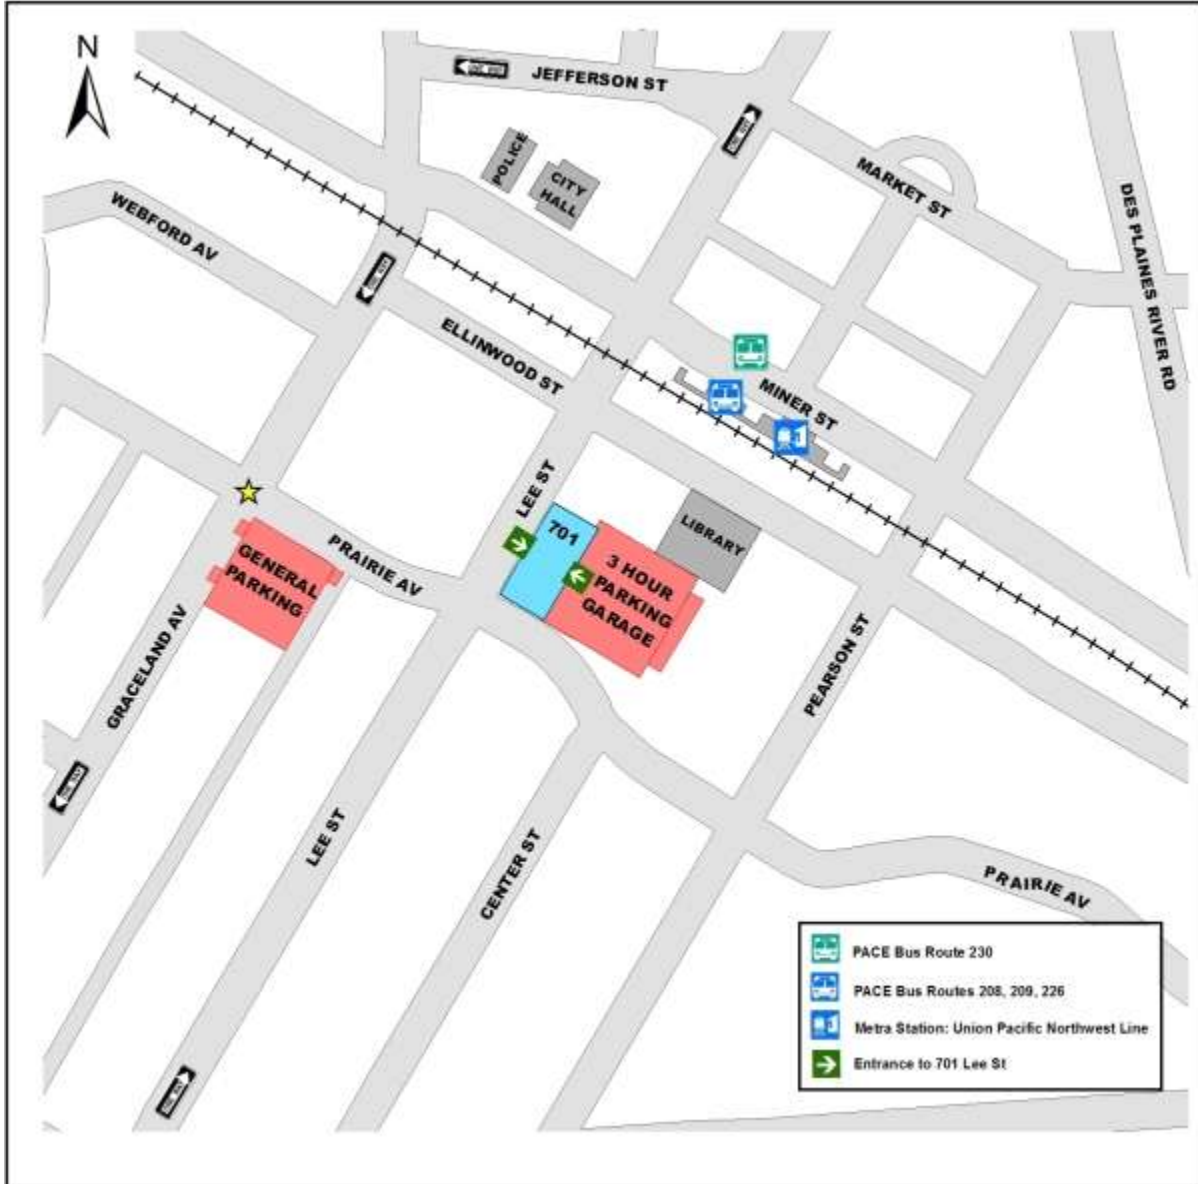 N
JEFFERSON ST
POLICE
CITY
HALL
MARKET ST
DES PLAINES RIVER RD
WEBFORD AV
ELLINWOOD ST
MINER ST
LEE ST
701
LIBRARY
3 HOUR
PARKING
GARAGE
PRAIRIE AV
GENERAL
PARKING
GRACELAND AV
PEARSON ST
LEE ST
CENTER ST
PRAIRIE AV
PACE Bus Route 230
PACE Bus Routes 208, 209, 226
Metra Station: Union Pacific Northwest Line
Entrance to 701 Lee St